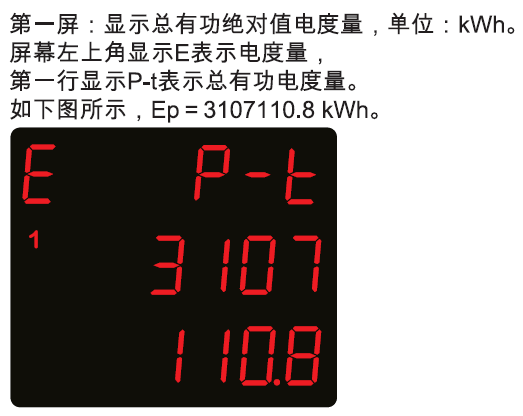 第一屏：显示总有功绝对值电度量，单位：kWh。
屏幕左上角显示E表示电度量，
第一行显示P-t表示总有功电度量。
如下图所示，Ep = 3107110.8 kWh。
E P-t
1 3107
110.8